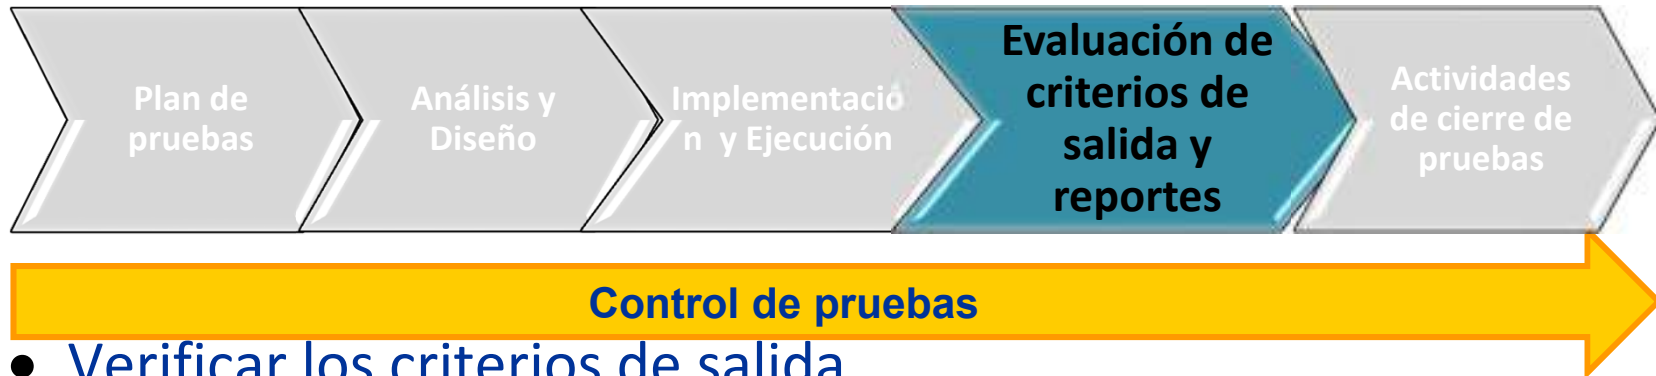 Plan de
pruebas
Análisis y
Diseño
Implementació
n y Ejecución
Evaluación de
criterios de
salida y
reportes
Actividades
de cierre de
pruebas
Control de pruebas
• Verificar los criterios de salida